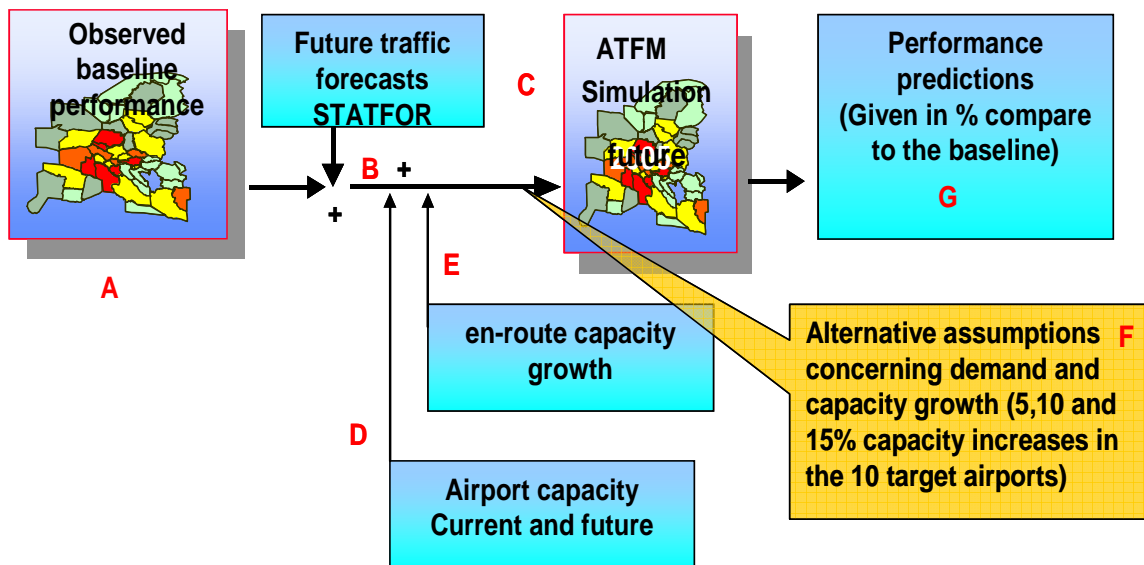 Observed
baseline
performance
A
Future traffic
forecasts
STATFOR
B
+
+
C
ATFM
Simulation
future
Performance
predictions
(Given in % compare
to the baseline)
G
E
en-route capacity
growth
D
Airport capacity
Current and future
Alternative assumptions F
concerning demand and
capacity growth (5,10 and
15% capacity increases in
the 10 target airports)